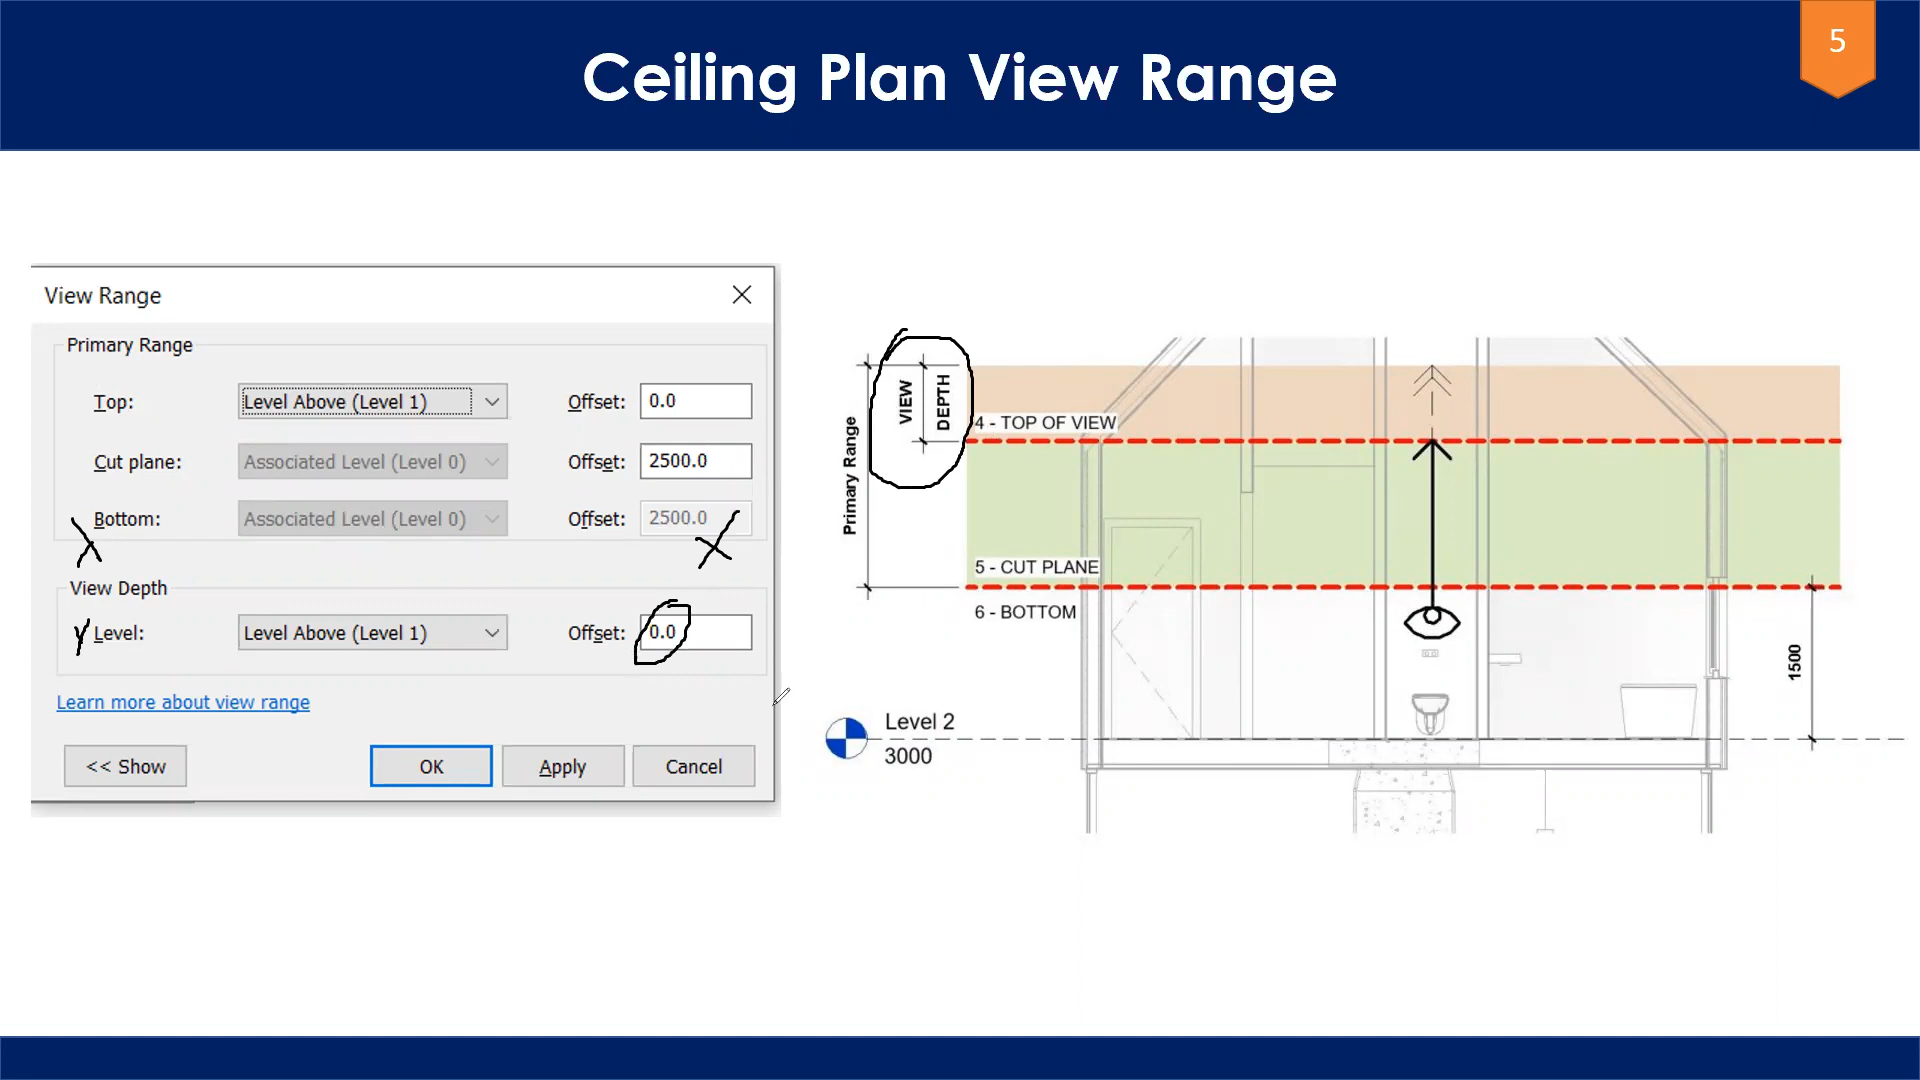 Ceiling Plan View Range
5
View Range
Primary Range
Top: Level Above (Level 1) Offset: 0.0
Cut plane: Associated Level (Level 0) Offset: 2500.0
Bottom: Associated Level (Level 0) Offset: 2500.0
View Depth
Level: Level Above (Level 1) Offset: 0.0
Learn more about view range
<< Show OK Apply Cancel
Primary Range
VIEW
DEPTH
4 - TOP OF VIEW
5 - CUT PLANE
6 - BOTTOM
1500
Level 2
3000